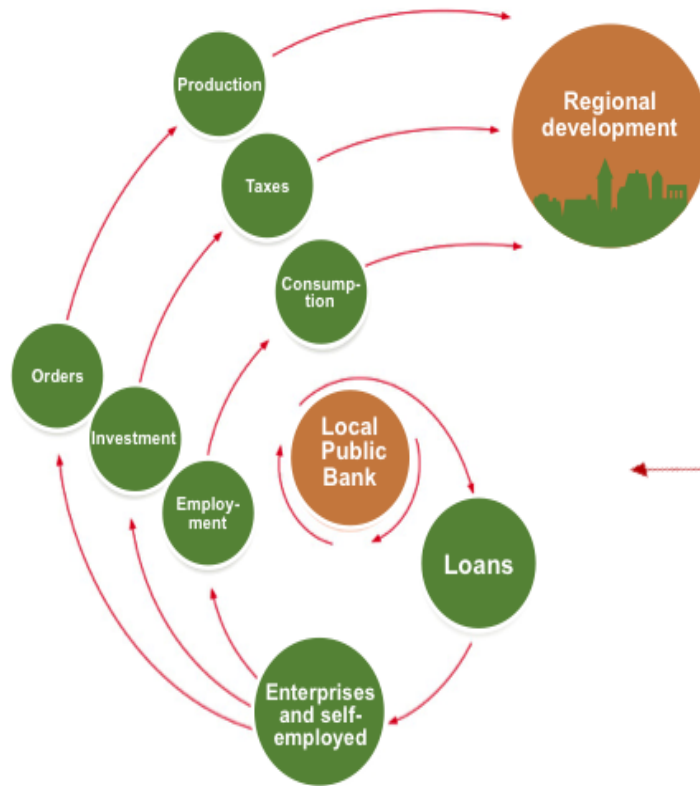 Production
Regional
development
Taxes
Consump-
tion
Orders
Investment
Local
Public
Bank
Employ-
ment
Loans
Enterprises
and self-
employed